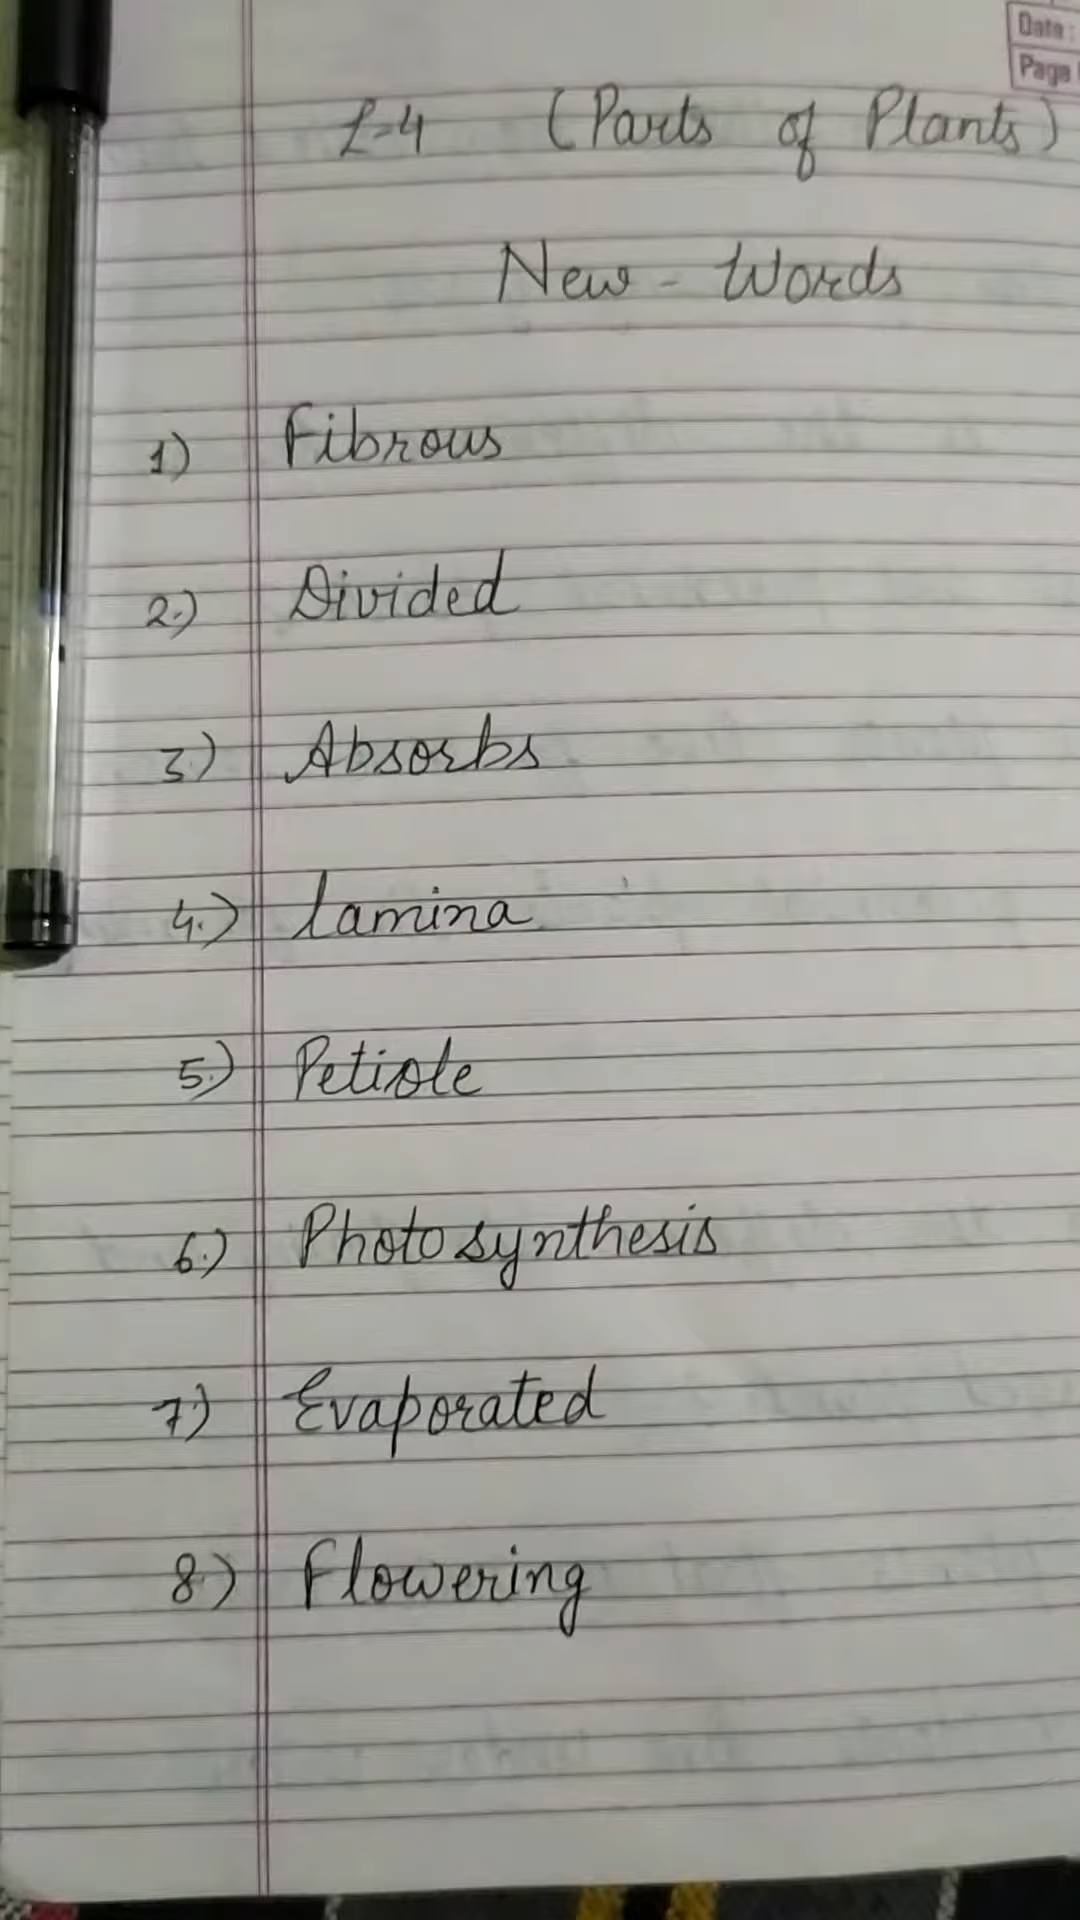 Date:
Page
L-4 (Parts of Plants)
New - Words
1) Fibrous
2.) Divided
3.) Absorbs
4.) Lamina
5.) Petiole
6.) Photosynthesis
7.) Evaporated
8.) Flowering